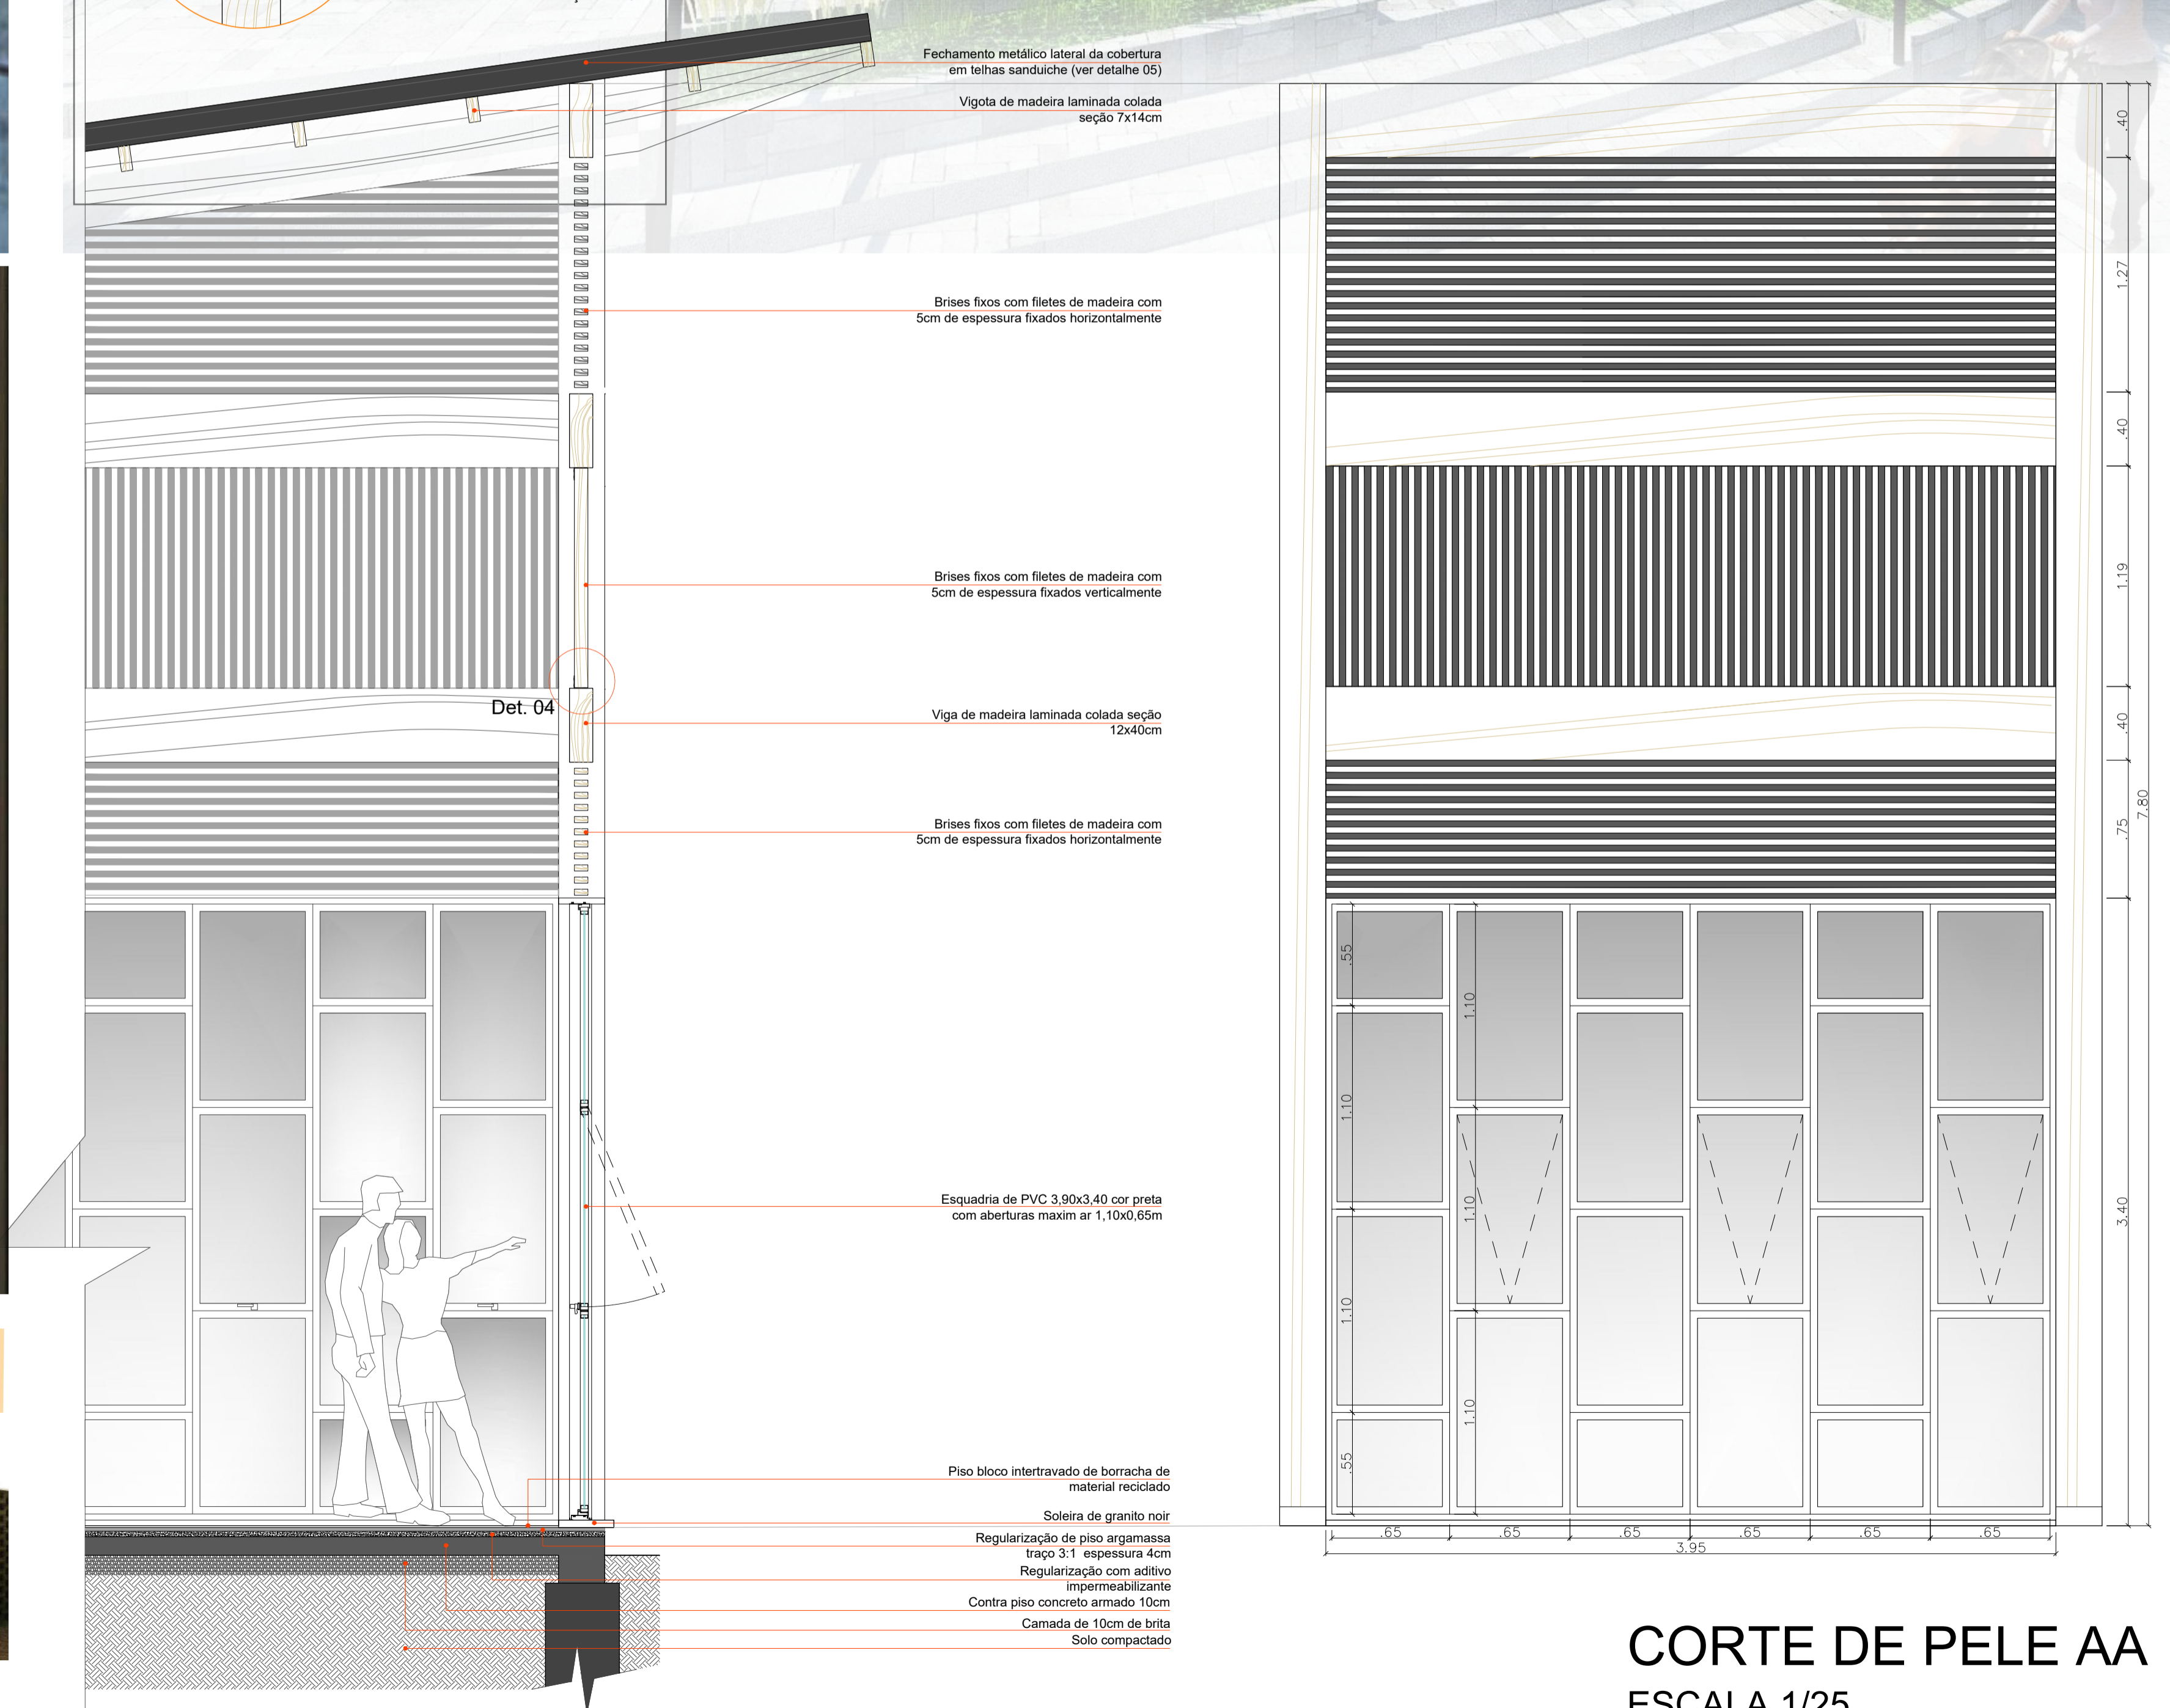 Fechamento metálico lateral da cobertura
em telhas sanduiche (ver detalhe 05)
Vigota de madeira laminada colada
seção 7x14cm
Brises fixos com filetes de madeira com
5cm de espessura fixados horizontalmente
Brises fixos com filetes de madeira com
5cm de espessura fixados verticalmente
Det. 04
Viga de madeira laminada colada seção
12x40cm
Brises fixos com filetes de madeira com
5cm de espessura fixados horizontalmente
Esquadria de PVC 3,90x3,40 cor preta
com aberturas maxim ar 1,10x0,65m
Piso bloco intertravado de borracha de
material reciclado
Soleira de granito noir
Regularização de piso argamassa
traço 3:1 espessura 4cm
Regularização com aditivo
impermeabilizante
Contra piso concreto armado 10cm
Camada de 10cm de brita
Solo compactado
.40
1.27
.40
1.19
.40
.75
7.80
3.40
.55
1.10
1.10
.55
1.10
1.10
1.10
.65 .65 .65 .65 .65 .65
3.95
CORTE DE PELE AA
ESCALA 1/25